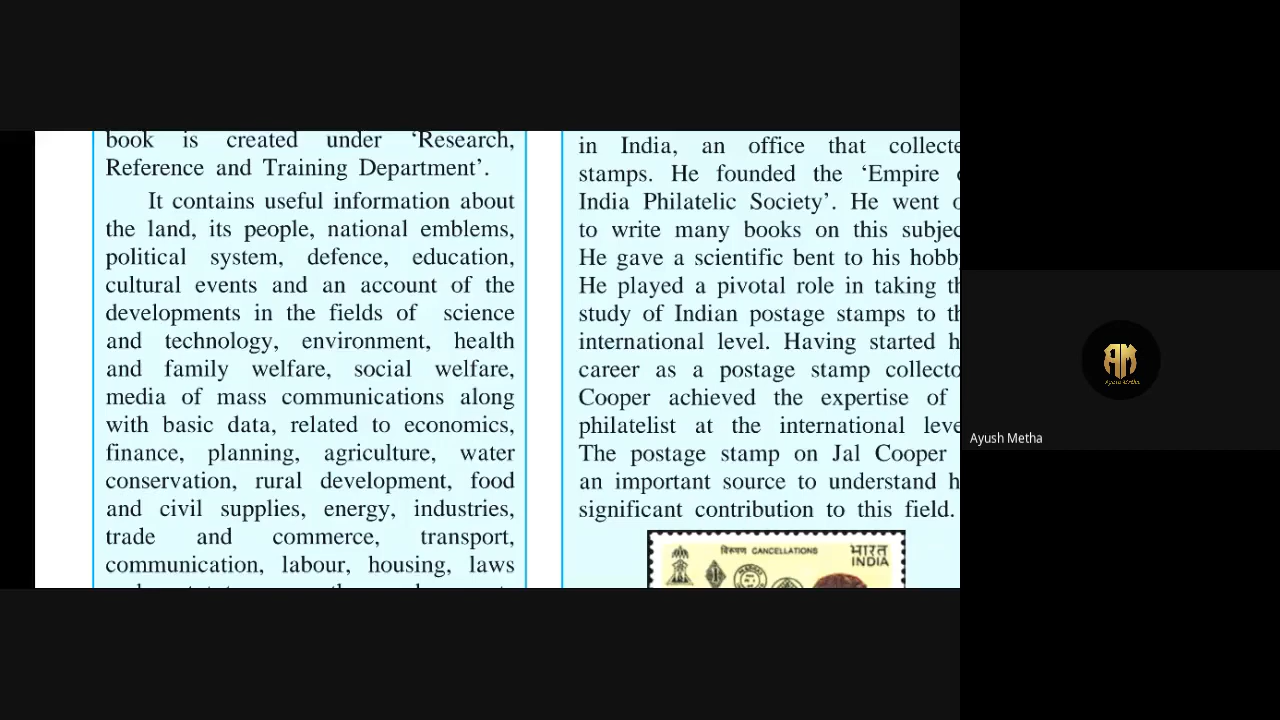 book is created under ‘Research,
Reference and Training Department’.
It contains useful information about
the land, its people, national emblems,
political system, defence, education,
cultural events and an account of the
developments in the fields of science
and technology, environment, health
and family welfare, social welfare,
media of mass communications along
with basic data, related to economics,
finance, planning, agriculture, water
conservation, rural development, food
and civil supplies, energy, industries,
trade and commerce, transport,
communication, labour, housing, laws
in India, an office that collecte
stamps. He founded the ‘Empire
India Philatelic Society’. He went
to write many books on this subjec
He gave a scientific bent to his hobby
He played a pivotal role in taking th
study of Indian postage stamps to th
international level. Having started h
career as a postage stamp collecto
Cooper achieved the expertise of
philatelist at the international leve
The postage stamp on Jal Cooper
an important source to understand h
significant contribution to this field.
विरूपण CANCELLATIONS
भारत
INDIA
AM
Ayush Metha
Ayush Metha